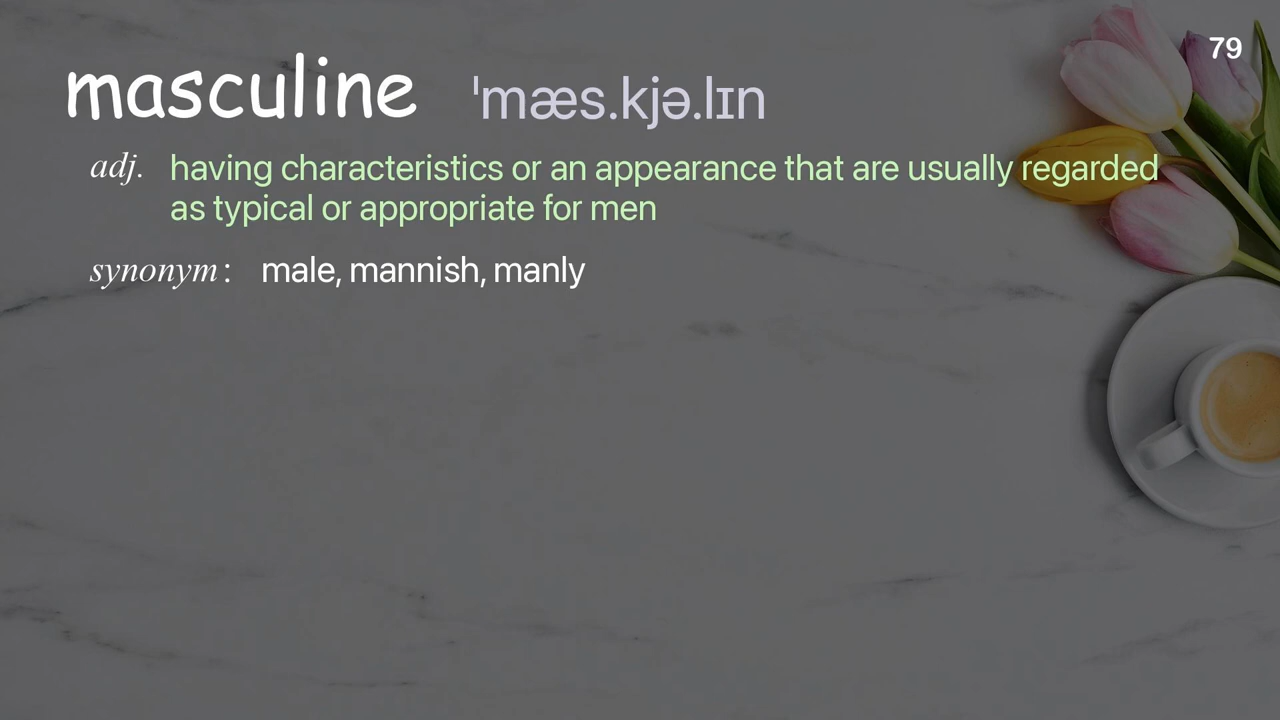 79
masculine ˈmæs.kjə.lɪn
adj. having characteristics or an appearance that are usually regarded
as typical or appropriate for men
synonym: male, mannish, manly